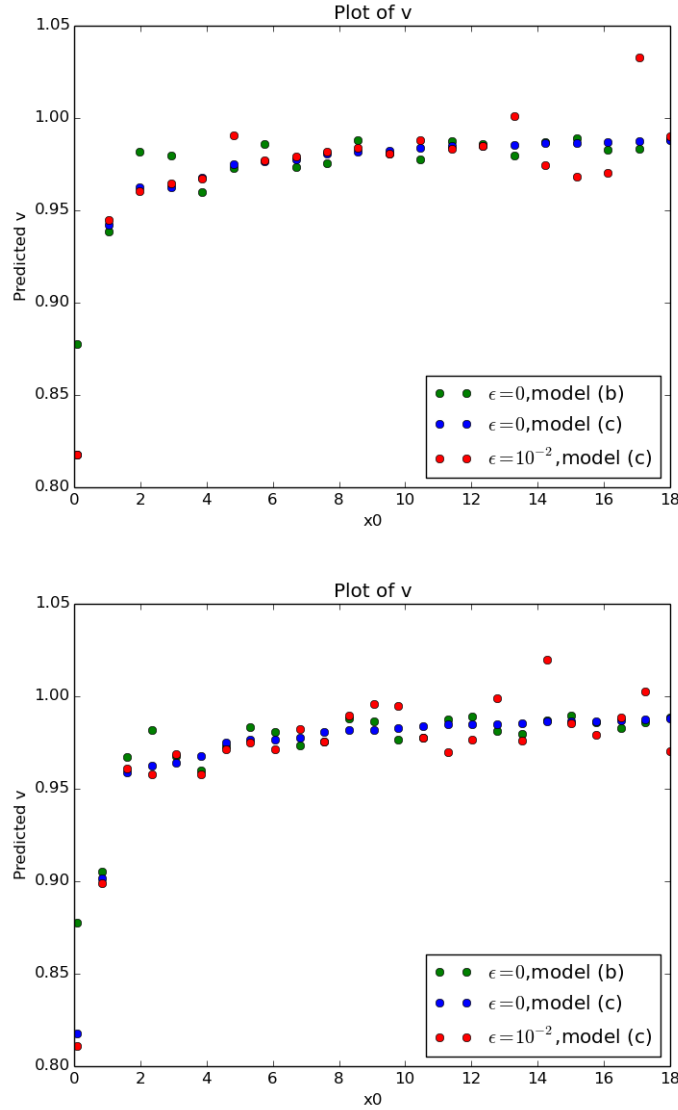 Plot of v
1.05
1.00
0.95
0.90
0.85
0.80
Predicted v
0 2 4 6 8 10 12 14 16 18
x0
ϵ=0,model (b)
ϵ=0,model (c)
ϵ=10⁻²,model (c)
Plot of v
1.05
1.00
0.95
0.90
0.85
0.80
Predicted v
0 2 4 6 8 10 12 14 16 18
x0
ϵ=0,model (b)
ϵ=0,model (c)
ϵ=10⁻²,model (c)